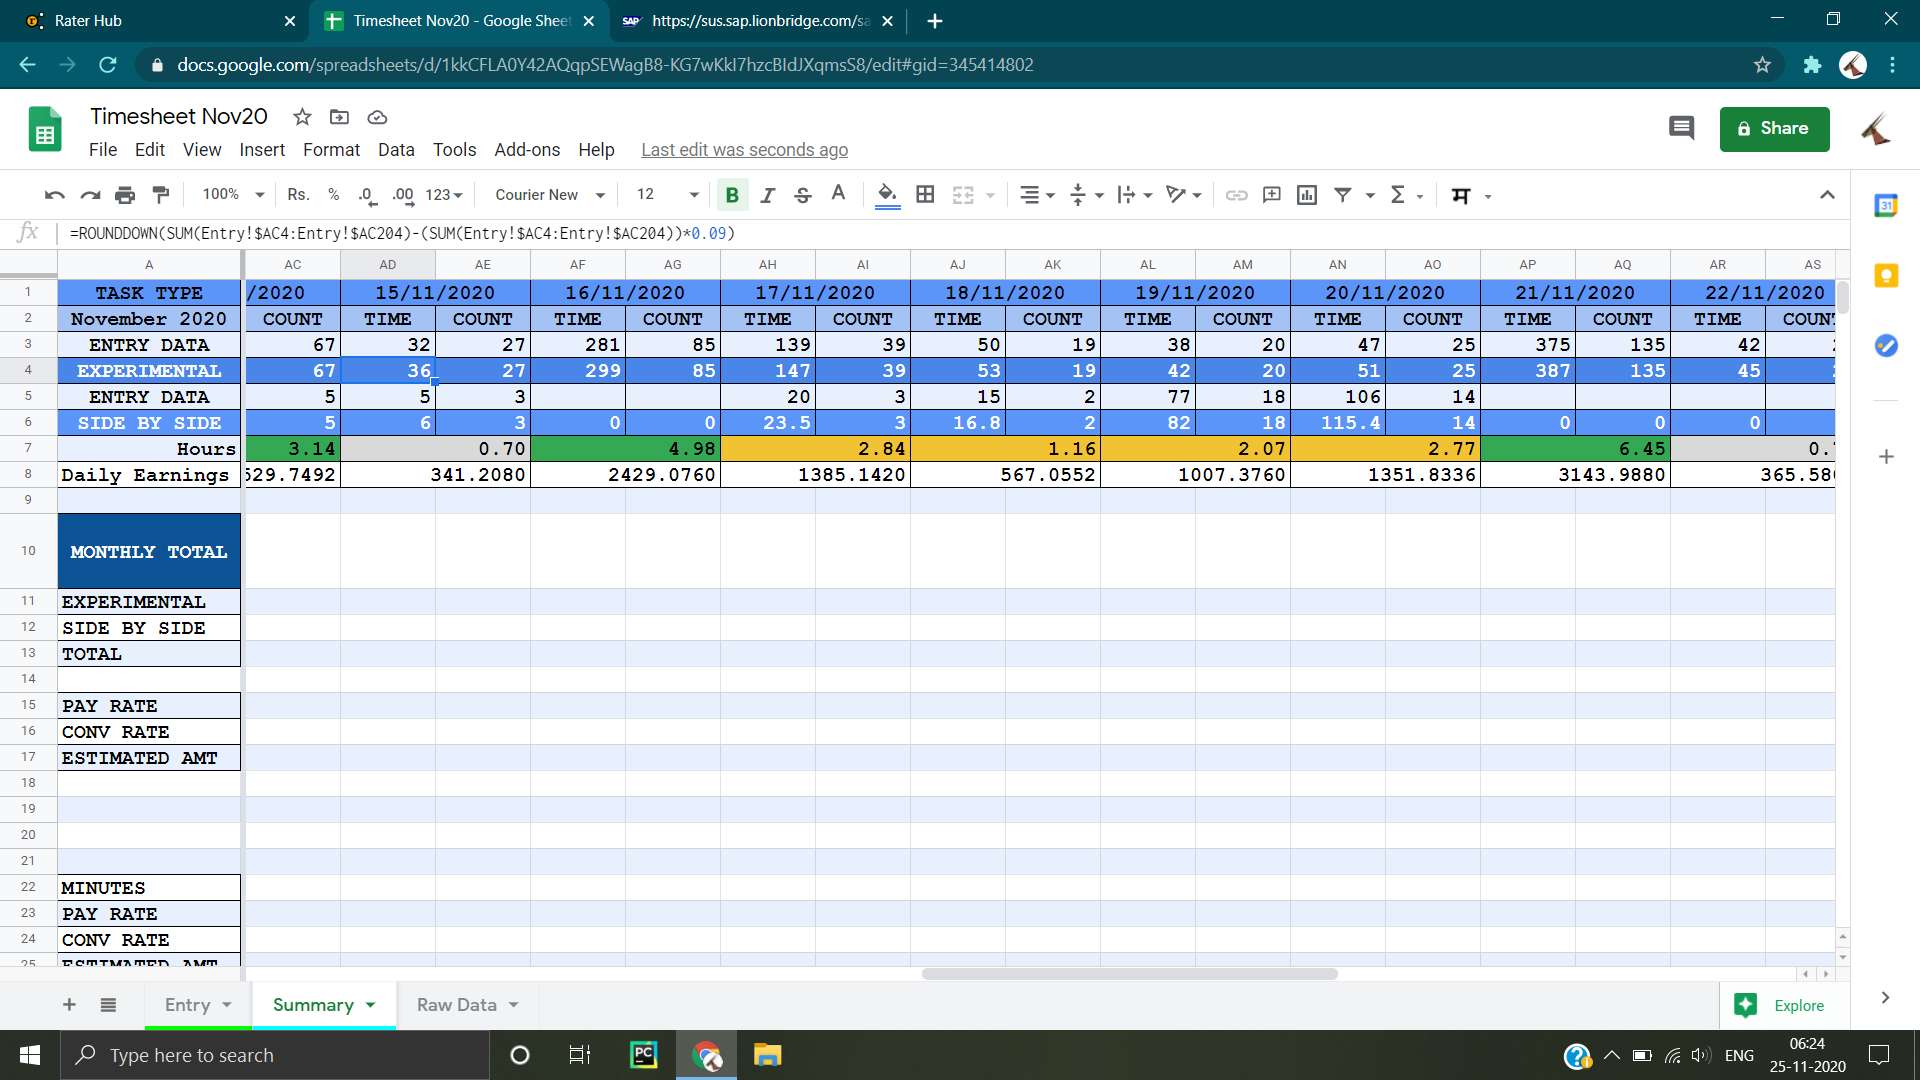 Rater Hub
Timesheet Nov20 - Google Sheet
SAP https://sus.sap.lionbridge.com/sa
docs.google.com/spreadsheets/d/1kkCFLA0Y42AQqpSEWagB8-KG7wKkI7hzcBIdJXqmsS8/edit#gid=345414802
Timesheet Nov20
File Edit View Insert Format Data Tools Add-ons Help Last edit was seconds ago
Share
100% Rs. % .0 .00 123 Courier New 12 B I S A Σ
31
fx =ROUNDDOWN(SUM(Entry!$AC4:Entry!$AC204)-(SUM(Entry!$AC4:Entry!$AC204))*0.09)
A AC AD AE AF AG AH AI AJ AK AL AM AN AO AP AQ AR AS
1 TASK TYPE /2020 15/11/2020 16/11/2020 17/11/2020 18/11/2020 19/11/2020 20/11/2020 21/11/2020 22/11/2020
2 November 2020 COUNT TIME COUNT TIME COUNT TIME COUNT TIME COUNT TIME COUNT TIME COUNT TIME COUNT TIME COUNT
3 ENTRY DATA 67 32 27 281 85 139 39 50 19 38 20 47 25 375 135 42
4 EXPERIMENTAL 67 36 27 299 85 147 39 53 19 42 20 51 25 387 135 45
5 ENTRY DATA 5 5 3 20 3 15 2 77 18 106 14
6 SIDE BY SIDE 5 6 3 0 0 23.5 3 16.8 2 82 18 115.4 14 0 0 0
7 Hours 3.14 0.70 4.98 2.84 1.16 2.07 2.77 6.45 0.
8 Daily Earnings 529.7492 341.2080 2429.0760 1385.1420 567.0552 1007.3760 1351.8336 3143.9880 365.580
9
10 MONTHLY TOTAL
11 EXPERIMENTAL
12 SIDE BY SIDE
13 TOTAL
14
15 PAY RATE
16 CONV RATE
17 ESTIMATED AMT
18
19
20
21
22 MINUTES
23 PAY RATE
24 CONV RATE
25 ESTIMATED AMT
Entry Summary Raw Data Explore
Type here to search
PC
ENG
06:24
25-11-2020